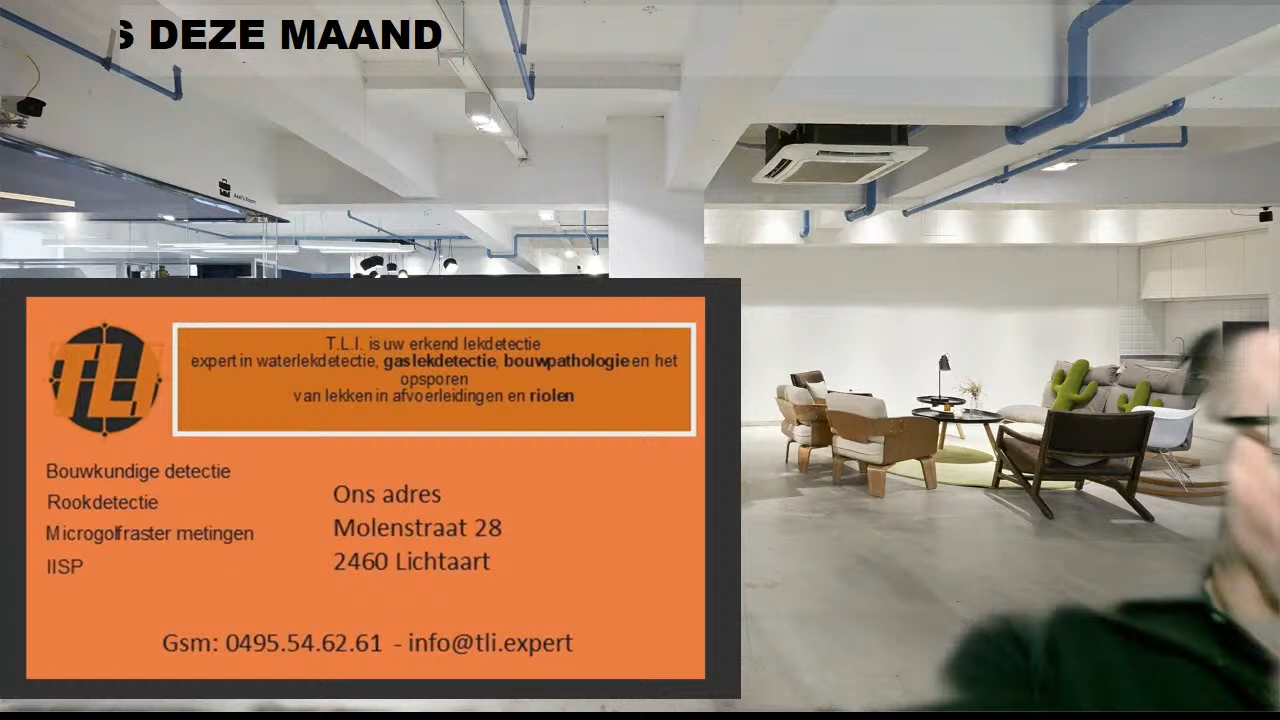 S DEZE MAAND
TLI
T.L.I. is uw erkend lekdetectie
expert in waterlekdetectie, gaslekdetectie, bouwpathologie en het
opsporen
van lekken in afvoerleidingen en riolen
Bouwkundige detectie
Rookdetectie
Microgolfraster metingen
IISP
Ons adres
Molenstraat 28
2460 Lichtaart
Gsm: 0495.54.62.61 - info@tli.expert